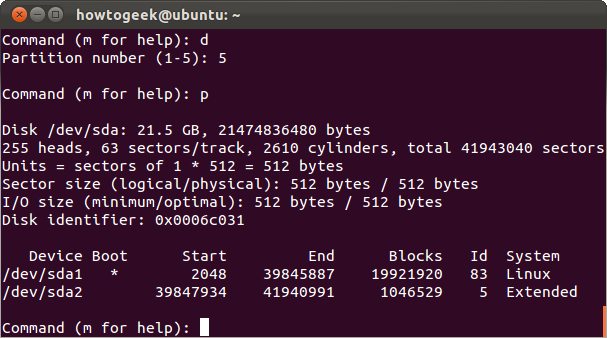 howtogeek@ubuntu: ~
Command (m for help): d
Partition number (1-5): 5
Command (m for help): p
Disk /dev/sda: 21.5 GB, 21474836480 bytes
255 heads, 63 sectors/track, 2610 cylinders, total 41943040 sectors
Units = sectors of 1 * 512 = 512 bytes
Sector size (logical/physical): 512 bytes / 512 bytes
I/O size (minimum/optimal): 512 bytes / 512 bytes
Disk identifier: 0x0006c031
Device Boot Start End Blocks Id System
/dev/sda1 * 2048 39845887 19921920 83 Linux
/dev/sda2 39847934 41940991 1046529 5 Extended
Command (m for help):